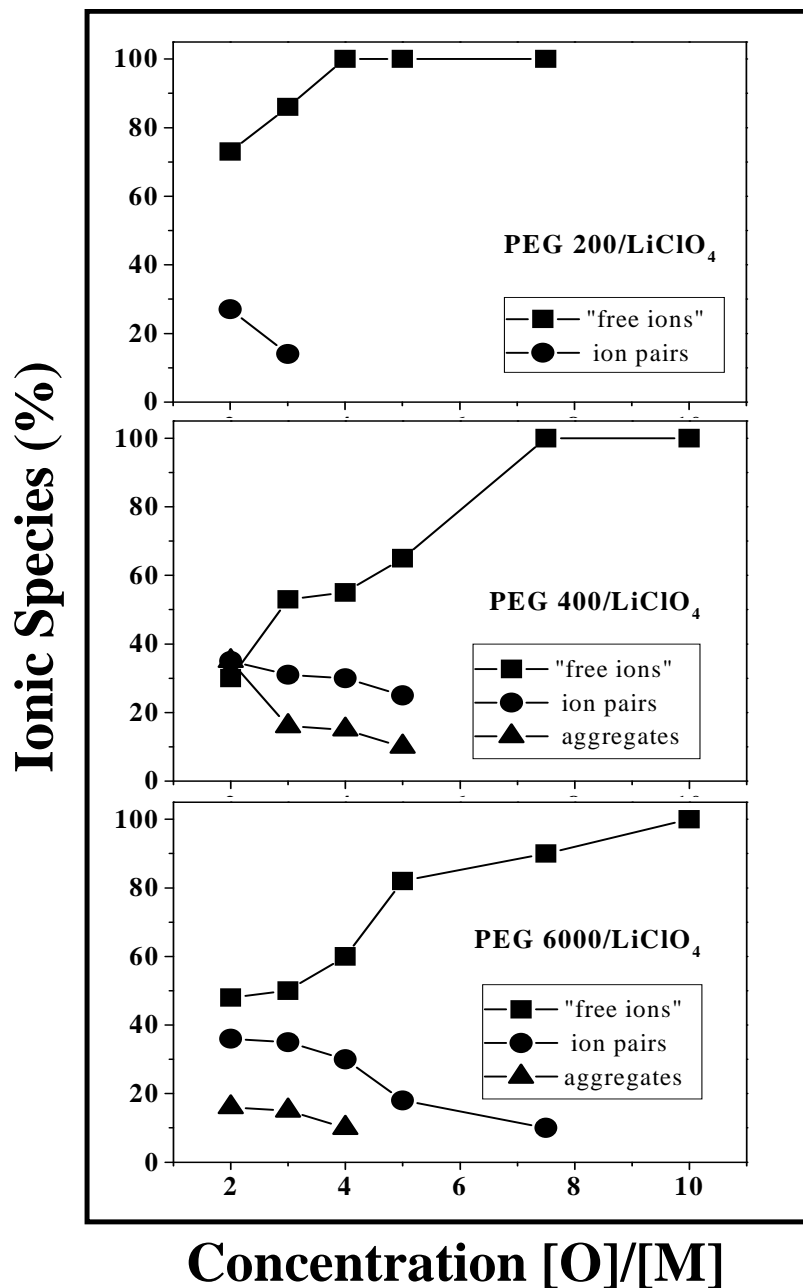 Ionic Species (%)
100
80
60
40
20
0
PEG 200/LiClO₄
"free ions"
ion pairs
100
80
60
40
20
0
PEG 400/LiClO₄
"free ions"
ion pairs
aggregates
100
80
60
40
20
0
PEG 6000/LiClO₄
"free ions"
ion pairs
aggregates
2 4 6 8 10
Concentration [O]/[M]